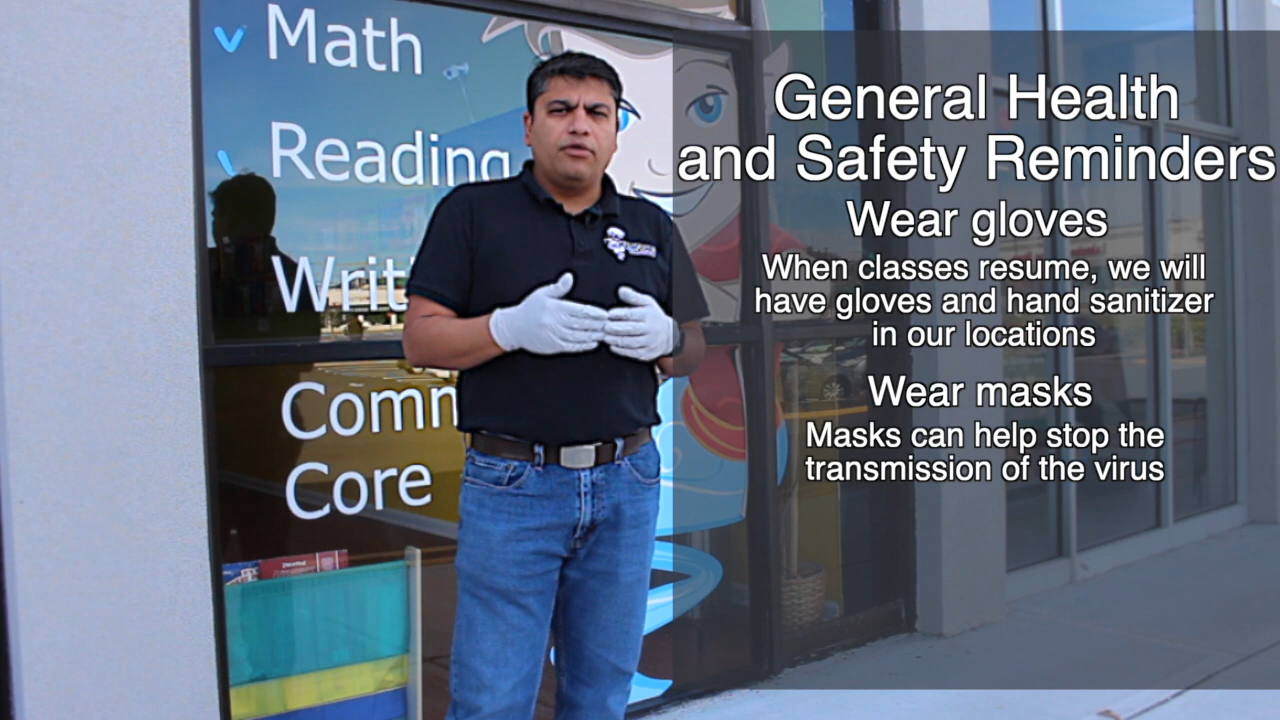 Math
Reading
Writ
Comm
Core
General Health
and Safety Reminders
Wear gloves
When classes resume, we will
have gloves and hand sanitizer
in our locations
Wear masks
Masks can help stop the
transmission of the virus